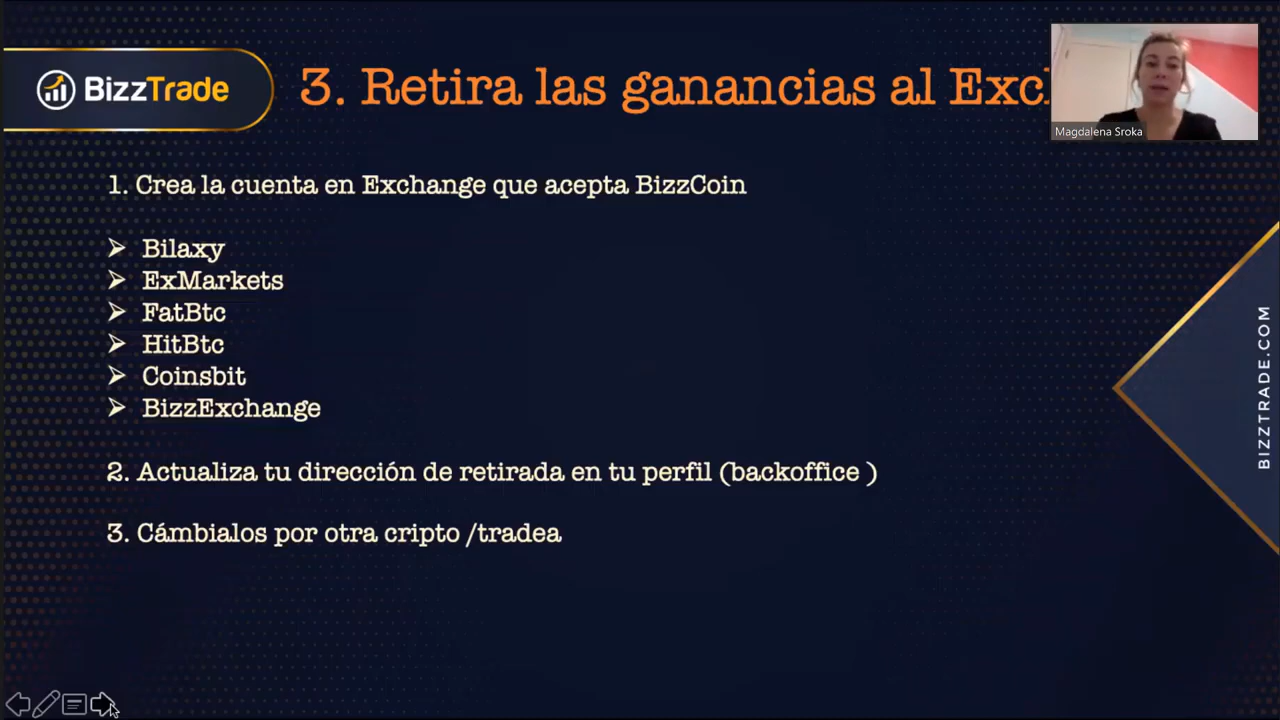 BizzTrade
3. Retira las ganancias al Exc
Magdalena Sroka
1. Crea la cuenta en Exchange que acepta BizzCoin
➢ Bilaxy
➢ ExMarkets
➢ FatBtc
➢ HitBtc
➢ Coinsbit
➢ BizzExchange
2. Actualiza tu dirección de retirada en tu perfil (backoffice )
3. Cámbialos por otra cripto /tradea
BIZZTRADE.COM